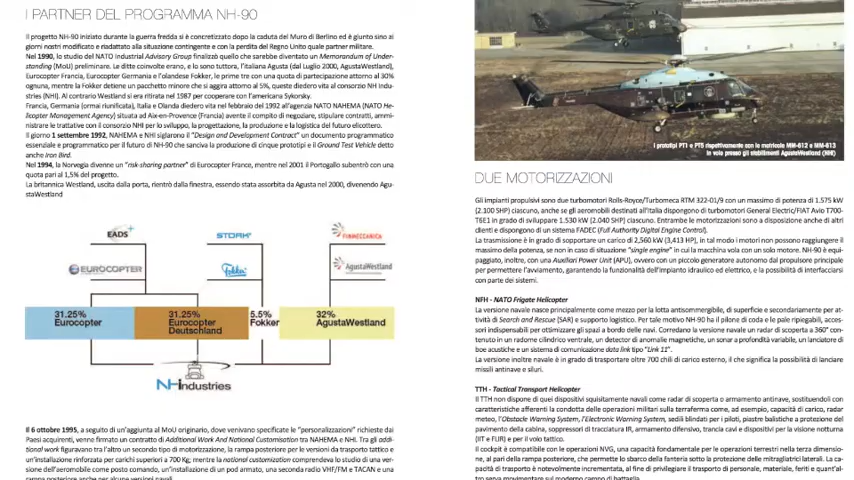 I PARTNER DEL PROGRAMMA NH-90
Il progetto NH-90 iniziato durante la guerra fredda si è concretizzato dopo la caduta del Muro di Berlino ed è giunto sino ai
giorni nostri modificato e riadattato alla situazione contingente e con la perdita del Regno Unito quale partner militare.
Nel 1990, lo studio del NATO Industrial Advisory Group finalizzò quello che sarebbe diventato un Memorandum of Under-
standing (MoU) preliminare. Le ditte coinvolte erano, e lo sono tuttora, l'italiana Agusta (dal Luglio 2000, AgustaWestland),
Eurocopter Francia, Eurocopter Germania e l'olandese Fokker, le prime tre con una quota di partecipazione attorno al 30%
ognuna, mentre la Fokker detiene un pacchetto minore che si aggira attorno al 5%, queste diedero vita al consorzio NH Indu-
stries (NHI). Al contrario Westland si era ritirata nel 1987 per cooperare con l'americana Sykorsky.
Francia, Germania (ormai riunificata), Italia e Olanda diedero vita nel febbraio del 1992 all'agenzia NATO NAHEMA (NATO He-
licopter Management Agency) situata ad Aix-en-Provence (Francia) avente il compito di negoziare, stipulare contratti, ammi-
nistrare le trattative con il consorzio NHI per lo sviluppo, la progettazione, la produzione e la logistica del futuro elicottero.
Il giorno 1 settembre 1992, NAHEMA e NHI siglarono il "Design and Development Contract" un documento programmatico
essenziale e programmatico per il futuro di NH-90 che sanciva la produzione di cinque prototipi e il Ground Test Vehicle detto
anche Iron Bird.
Nel 1994, la Norvegia divenne un "risk-sharing partner" di Eurocopter France, mentre nel 2001 il Portogallo subentrò con una
quota pari al 1,5% del progetto.
La britannica Westland, uscita dalla porta, rientrò dalla finestra, essendo stata assorbita da Agusta nel 2000, divenendo Agu-
staWestland
EADS
STORK
FINMECCANICA
EUROCOPTER
Fokker
AgustaWestland
31.25%
Eurocopter
31.25%
Eurocopter
Deutschland
5.5%
Fokker
32%
AgustaWestland
NHIndustries
Il 6 ottobre 1995, a seguito di un'aggiunta al MoU originario, dove venivano specificate le "personalizzazioni" richieste dai
Paesi acquirenti, venne firmato un contratto di Additional Work And National Customisation tra NAHEMA e NHI. Tra gli addi-
tional work figuravano tra l'altro un secondo tipo di motorizzazione, la rampa posteriore per le versioni da trasporto tattico e
un'installazione rinforzata per carichi superiori a 700 Kg; mentre la national customization comprendeva lo studio di una ver-
sione dell'aeromobile come posto comando, un'installazione di un pod armato, una seconda radio VHF/FM e TACAN e una
rampa posteriore anche per alcune versioni navali.
I prototipi PT1 e PT5 rispettivamente con le matricole MM-612 e MM-613
in volo presso gli stabilimenti AgustaWestland (NHI)
DUE MOTORIZZAZIONI
Gli impianti propulsivi sono due turbomotori Rolls-Royce/Turbomeca RTM 322-01/9 con un massimo di potenza di 1.575 kW
(2.100 SHP) ciascuno, anche se gli aeromobili destinati all'Italia dispongono di turbomotori General Electric/FIAT Avio T700-
T6E1 in grado di sviluppare 1.530 kW (2.040 SHP) ciascuno. Entrambe le motorizzazioni sono a disposizione anche di altri
clienti e dispongono di un sistema FADEC (Full Authority Digital Engine Control).
La trasmissione è in grado di sopportare un carico di 2,560 kW (3,413 HP), in tal modo i motori non possono raggiungere il
massimo della potenza, se non in caso di situazione "single engine" in cui la macchina vola con un solo motore. NH-90 è equi-
paggiato, inoltre, con una Auxiliari Power Unit (APU), ovvero con un piccolo generatore autonomo dal propulsore principale
per permettere l'avviamento, garantendo la funzionalità dell'impianto idraulico ed elettrico, e la possibilità di interfacciarsi
con parte dei sistemi.
NFH - NATO Frigate Helicopter
La versione navale nasce principalmente come mezzo per la lotta antisommergibile, di superficie e secondariamente per at-
tività di Search and Rescue (SAR) e supporto logistico. Per tale motivo NH-90 ha il pilone di coda e le pale ripiegabili, acces-
sori indispensabili per ottimizzare gli spazi a bordo delle navi. Corredano la versione navale un radar di scoperta a 360° con-
tenuto in un radome cilindro ventrale, un detector di anomalie magnetiche, un sonar a profondità variabile, un lanciatore di
boe acustiche e un sistema di comunicazione data link tipo "Link 11".
La versione inoltre navale è in grado di trasportare oltre 700 chili di carico esterno, il che significa la possibilità di lanciare
missili antinave e siluri.
TTH - Tactical Transport Helicopter
Il TTH non dispone di quei dispositivi squisitamente navali come radar di scoperta o armamento antinave, sostituendoli con
caratteristiche afferenti la condotta delle operazioni militari sulla terraferma come, ad esempio, capacità di carico, radar
meteo, l'Obstacle Warning System, l'Electronic Warning System, sedili blindati per i piloti, piastre balistiche a protezione del
pavimento della cabina, soppressori di tracciatura IR, armamento difensivo, trancia cavi e dispositivi per la visione notturna
(IIT e FLIR) e per il volo tattico.
Il cockpit è compatibile con le operazioni NVG, una capacità fondamentale per le operazioni terrestri nella terza dimensio-
ne, al pari della rampa posteriore, che permette lo sbarco della fanteria sotto la protezione delle mitragliatrici laterali. La ca-
pacità di trasporto è notevolmente incrementata, al fine di privilegiare il trasporto di personale, materiale, feriti e quant'al-
tro serva movimentare sul moderno campo di battaglia.